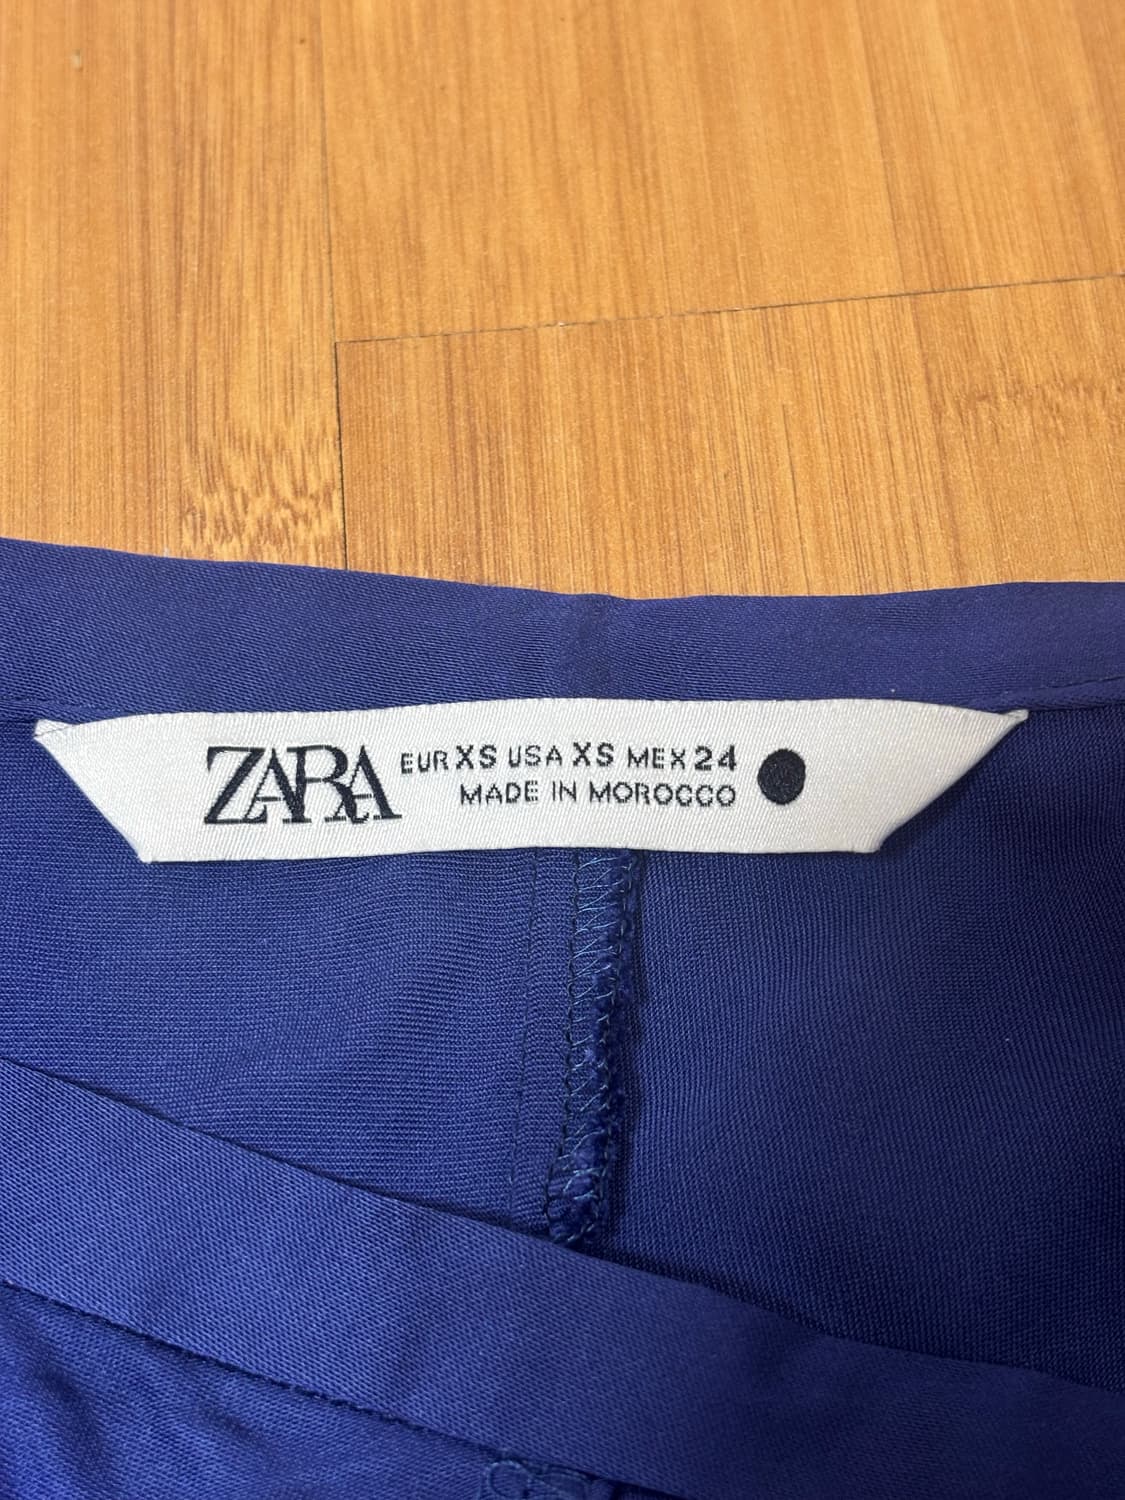 ZARA EUR XS USA XS MEX 24
MADE IN MOROCCO